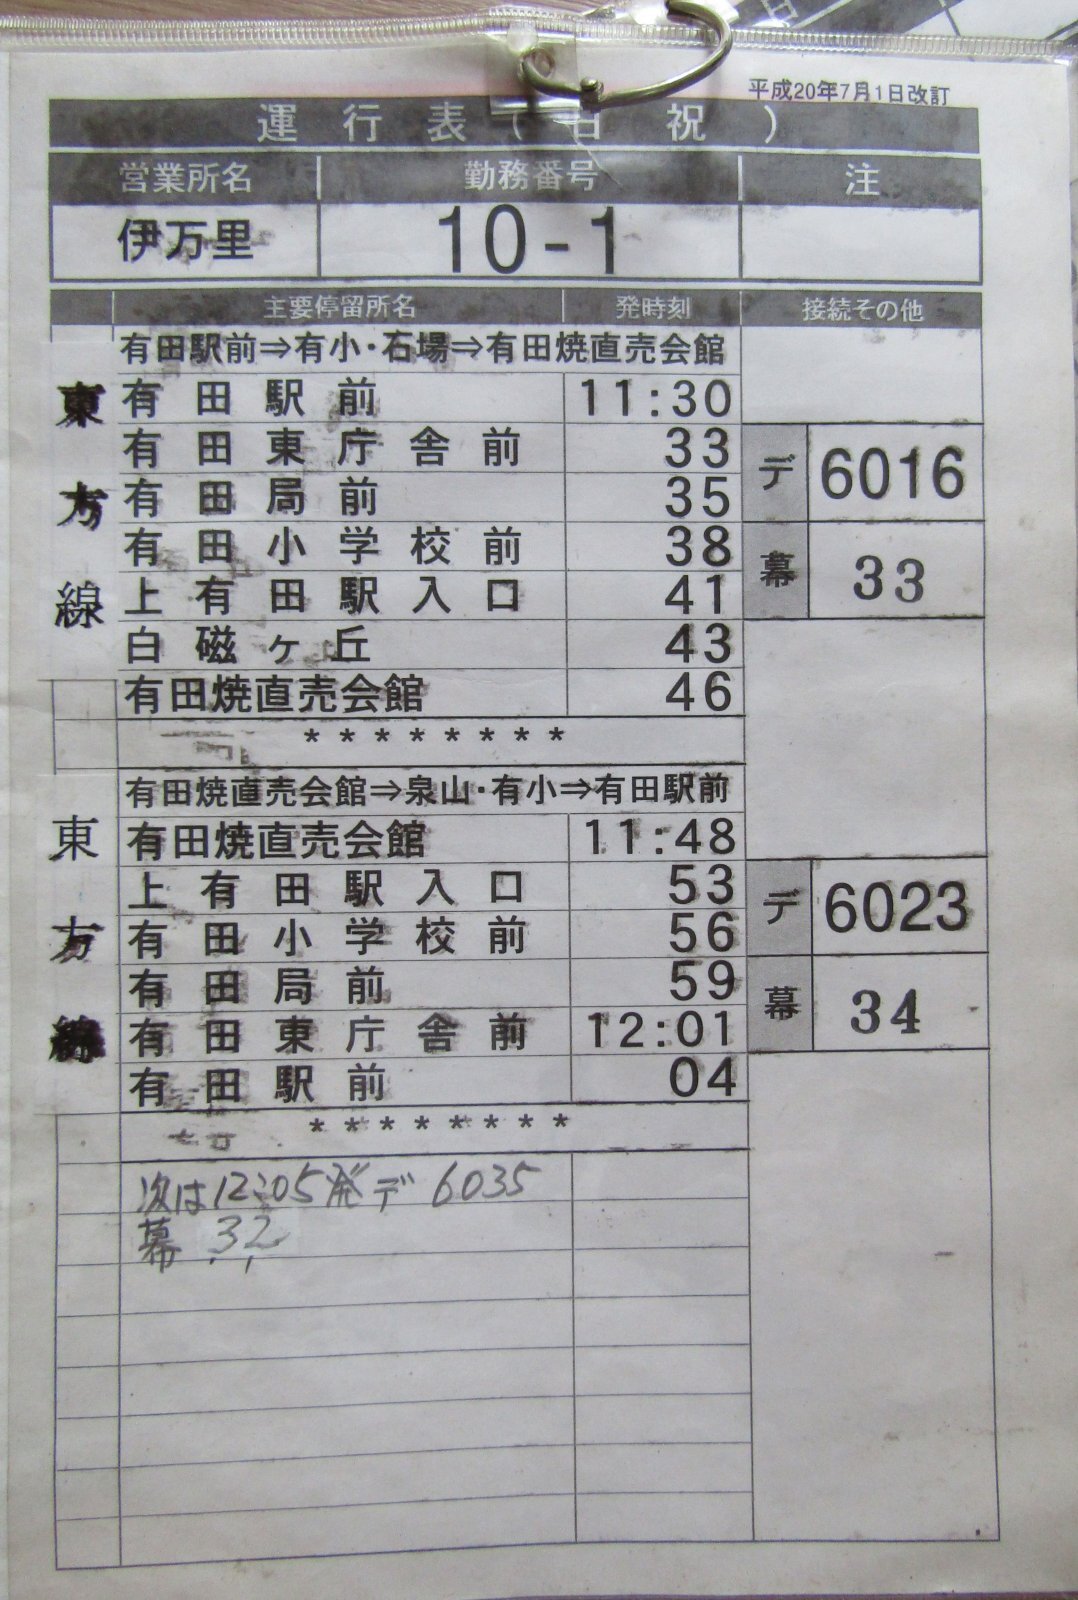 平成20年7月1日改訂
運行表(日祝)
営業所名 勤務番号 注
伊万里 10-1
主要停留所名 発時刻 接続その他
東方線
有田駅前⇒有小・石場⇒有田焼直売会館
有田駅前 11:30
有田東庁舎前 33
デ 6016
有田局前 35
有田小学校前 38
幕 33
上有田駅入口 41
白磁ヶ丘 43
有田焼直売会館 46
********
東方線
有田焼直売会館⇒泉山・有小⇒有田駅前
有田焼直売会館 11:48
上有田駅入口 53
デ 6023
有田小学校前 56
有田局前 59
幕 34
有田東庁舎前 12:01
有田駅前 04
********
次は12:05発デ 6035
幕 32